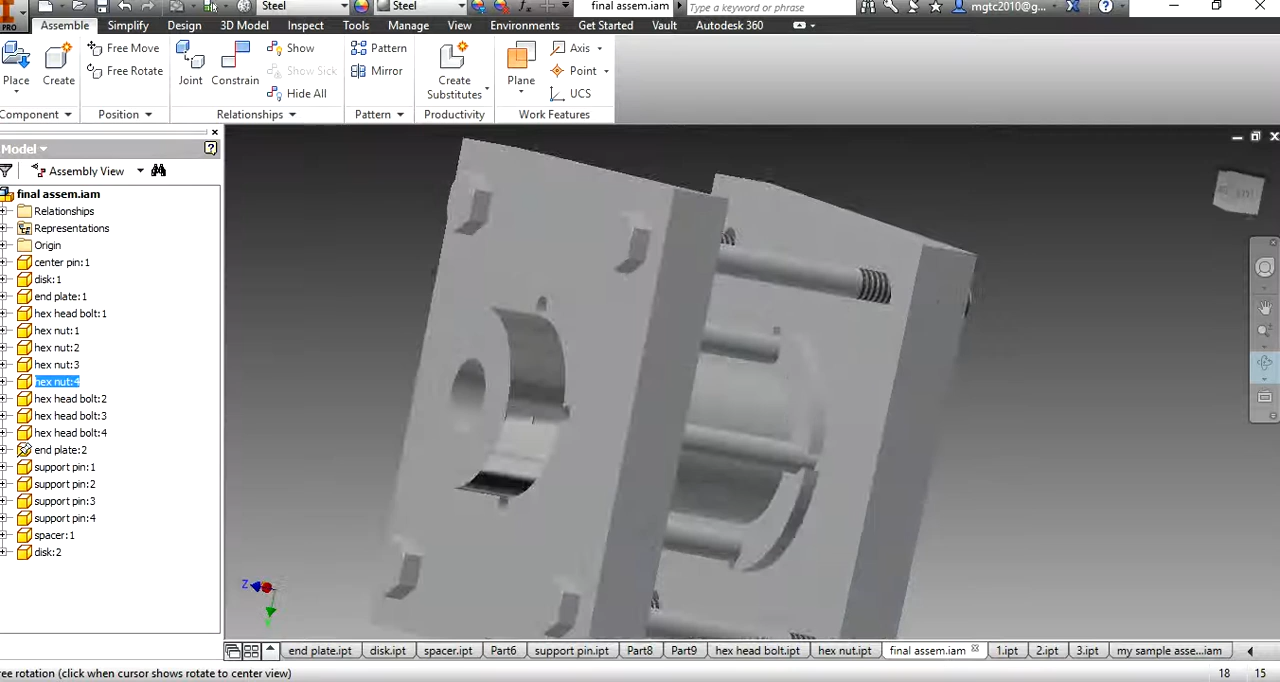 PRO
Steel
Steel
final assem.iam
Type a keyword or phrase
mgtc2010@g...
Assemble Simplify Design 3D Model Inspect Tools Manage View Environments Get Started Vault Autodesk 360
Place
Create
Free Move
Free Rotate
Joint
Constrain
Show
Show Sick
Hide All
Pattern
Mirror
Create
Substitutes
Plane
Axis
Point
UCS
Component Position Relationships Pattern Productivity Work Features
Model
Assembly View
final assem.iam
Relationships
Representations
Origin
center pin:1
disk:1
end plate:1
hex head bolt:1
hex nut:1
hex nut:2
hex nut:3
hex nut:4
hex head bolt:2
hex head bolt:3
hex head bolt:4
end plate:2
support pin:1
support pin:2
support pin:3
support pin:4
spacer:1
disk:2
Z
end plate.ipt disk.ipt spacer.ipt Part6 support pin.ipt Part8 Part9 hex head bolt.ipt hex nut.ipt final assem.iam 1.ipt 2.ipt 3.ipt my sample asse...iam
ree rotation (click when cursor shows rotate to center view) 18 15